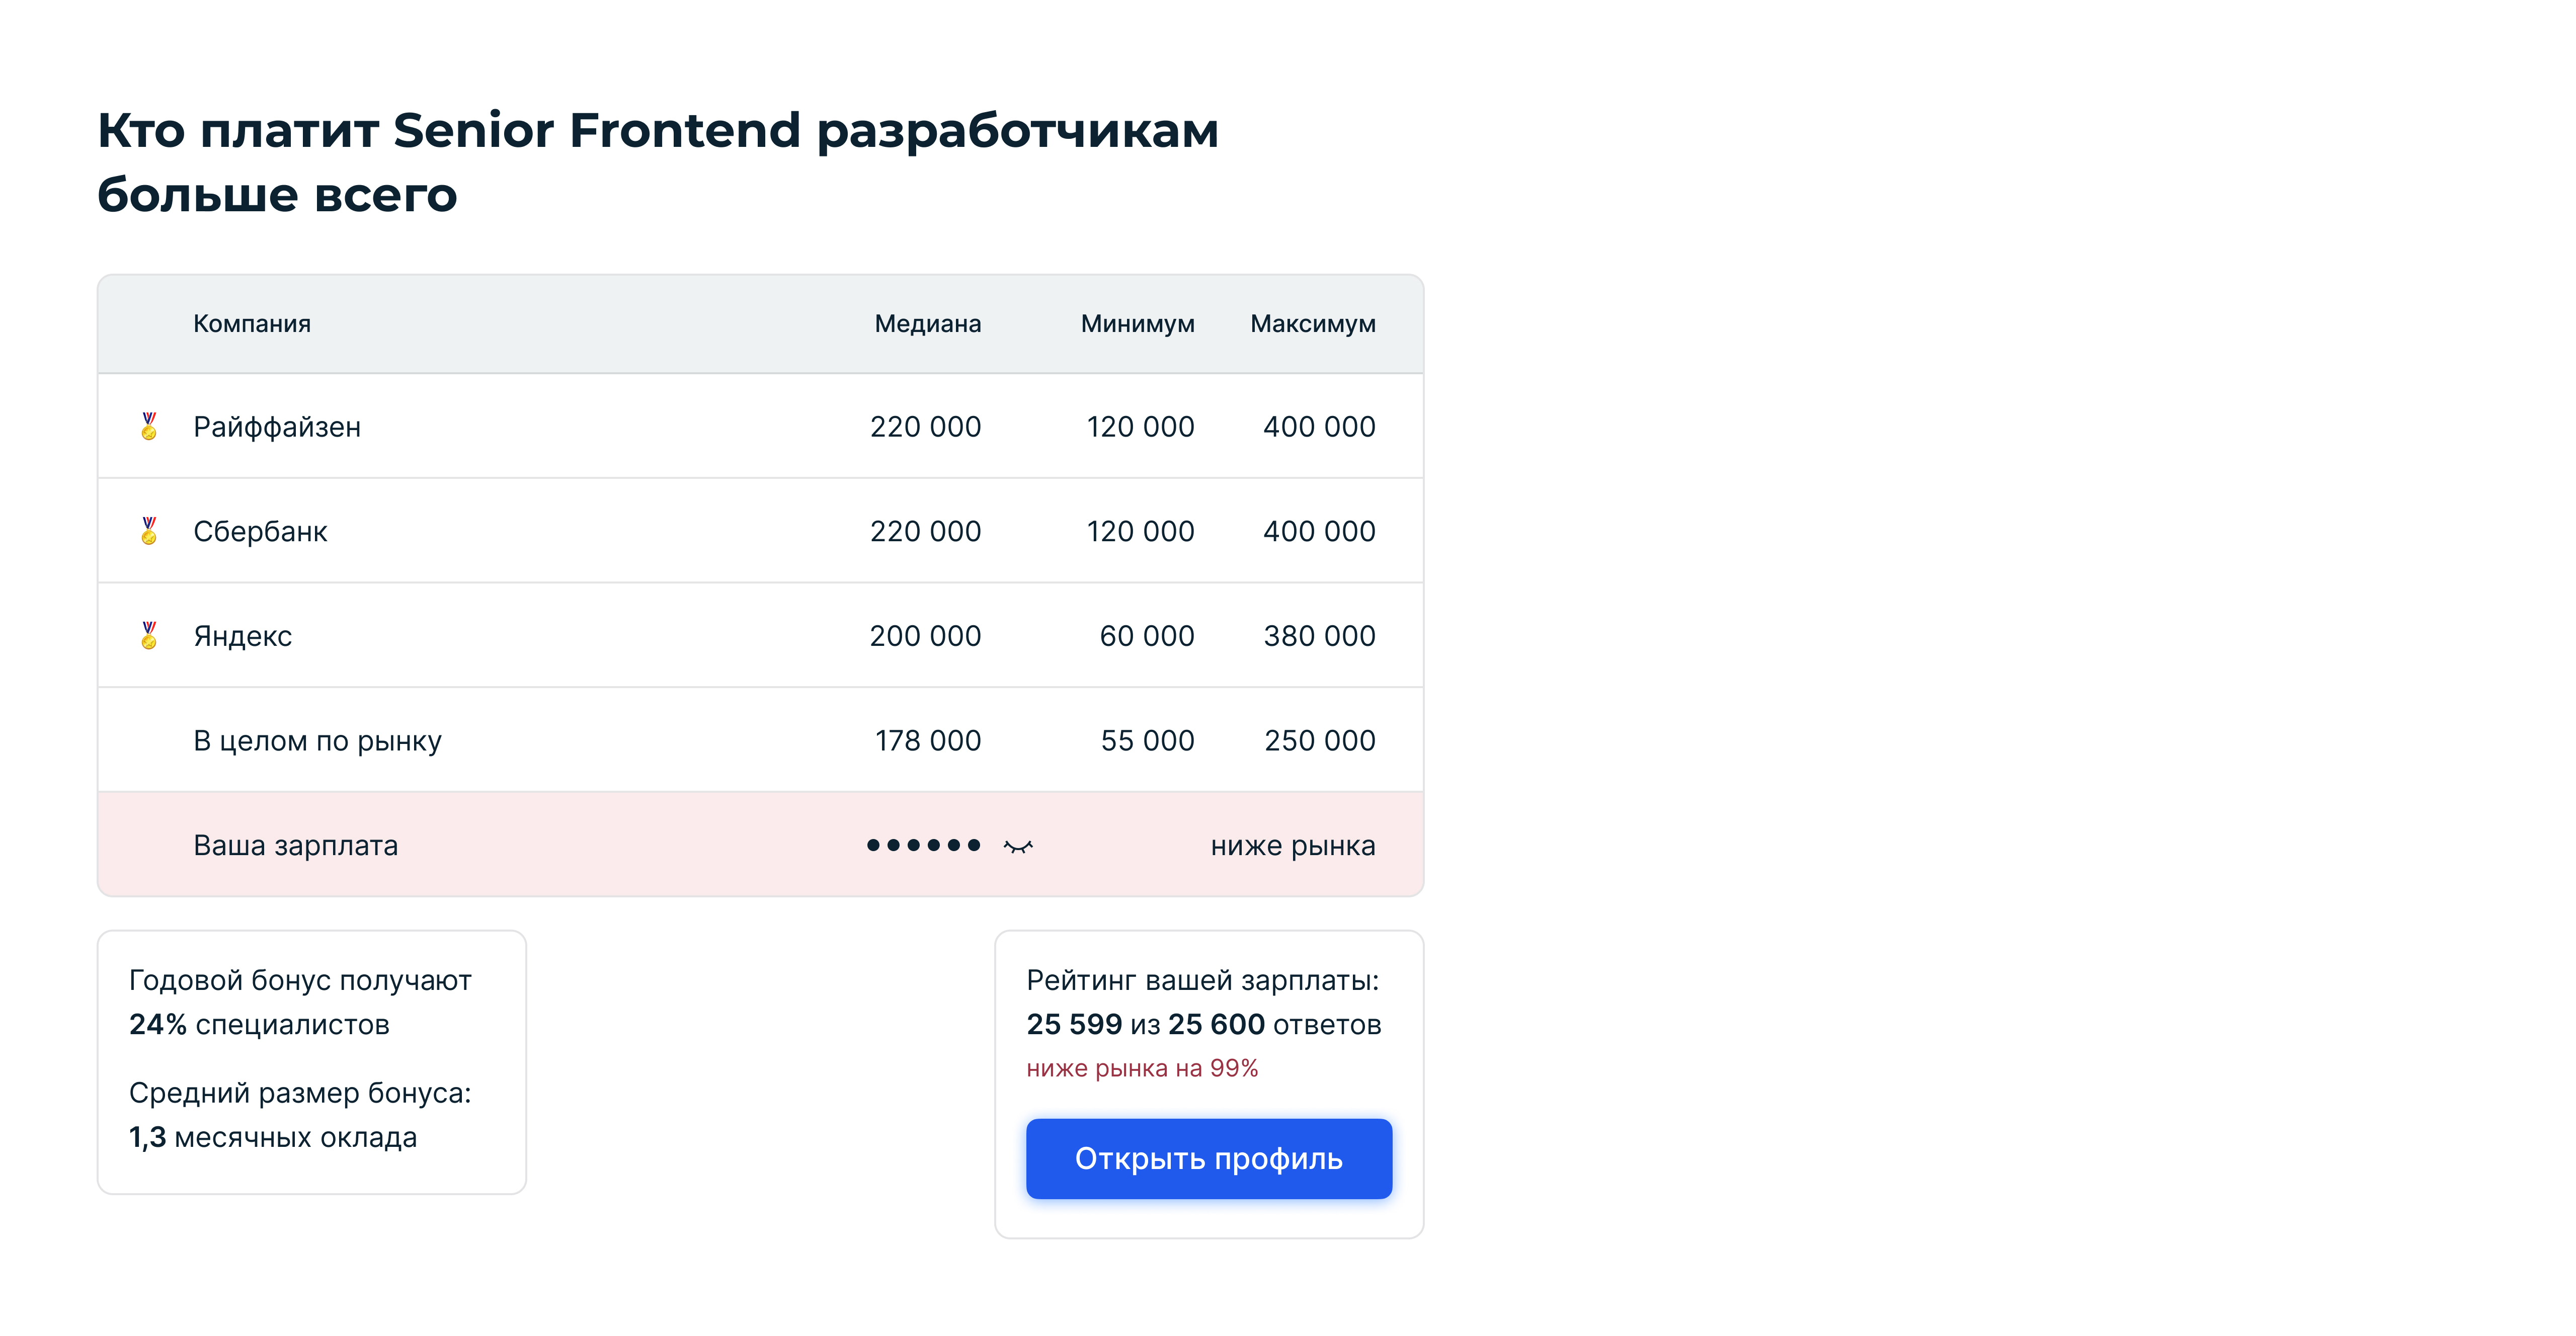 Кто платит Senior Frontend разработчикам
больше всего
Компания Медиана Минимум Максимум
Райффайзен 220 000 120 000 400 000
Сбербанк 220 000 120 000 400 000
Яндекс 200 000 60 000 380 000
В целом по рынку 178 000 55 000 250 000
Ваша зарплата •••••• ниже рынка
Годовой бонус получают
24% специалистов
Средний размер бонуса:
1,3 месячных оклада
Рейтинг вашей зарплаты:
25 599 из 25 600 ответов
ниже рынка на 99%
Открыть профиль